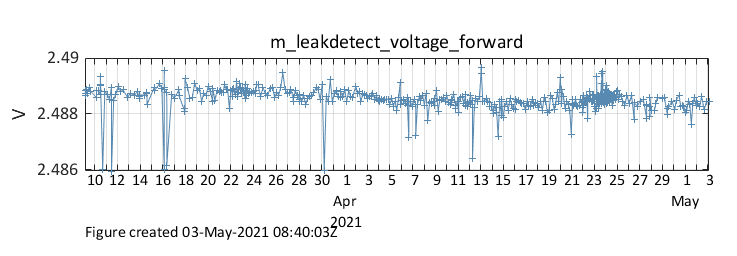 m_leakdetect_voltage_forward
2.49
2.488
2.486
V
10 12 14 16 18 20 22 24 26 28 30 1 3 5 7 9 11 13 15 17 19 21 23 25 27 29 1 3
Apr May
2021
Figure created 03-May-2021 08:40:03Z